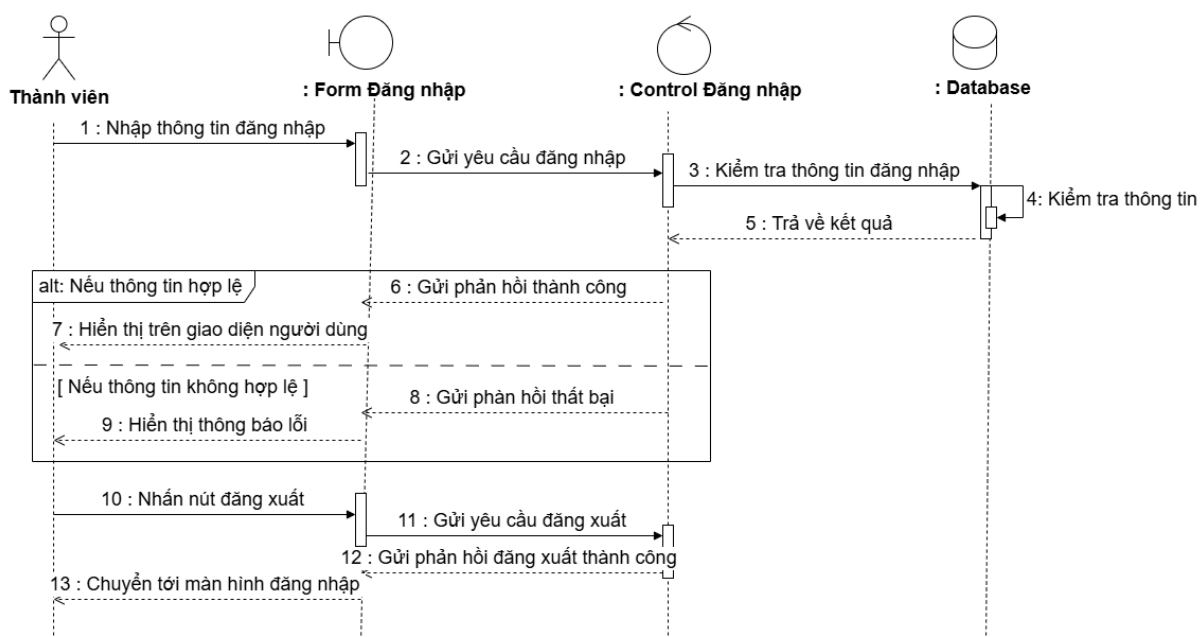 Thành viên
: Form Đăng nhập
: Control Đăng nhập
: Database
1 : Nhập thông tin đăng nhập
2 : Gửi yêu cầu đăng nhập
3 : Kiểm tra thông tin đăng nhập
4: Kiểm tra thông tin
5 : Trả về kết quả
alt: Nếu thông tin hợp lệ
6 : Gửi phản hồi thành công
7 : Hiển thị trên giao diện người dùng
[ Nếu thông tin không hợp lệ ]
8 : Gửi phàn hồi thất bại
9 : Hiển thị thông báo lỗi
10 : Nhấn nút đăng xuất
11 : Gửi yêu cầu đăng xuất
12 : Gửi phản hồi đăng xuất thành công
13 : Chuyển tới màn hình đăng nhập